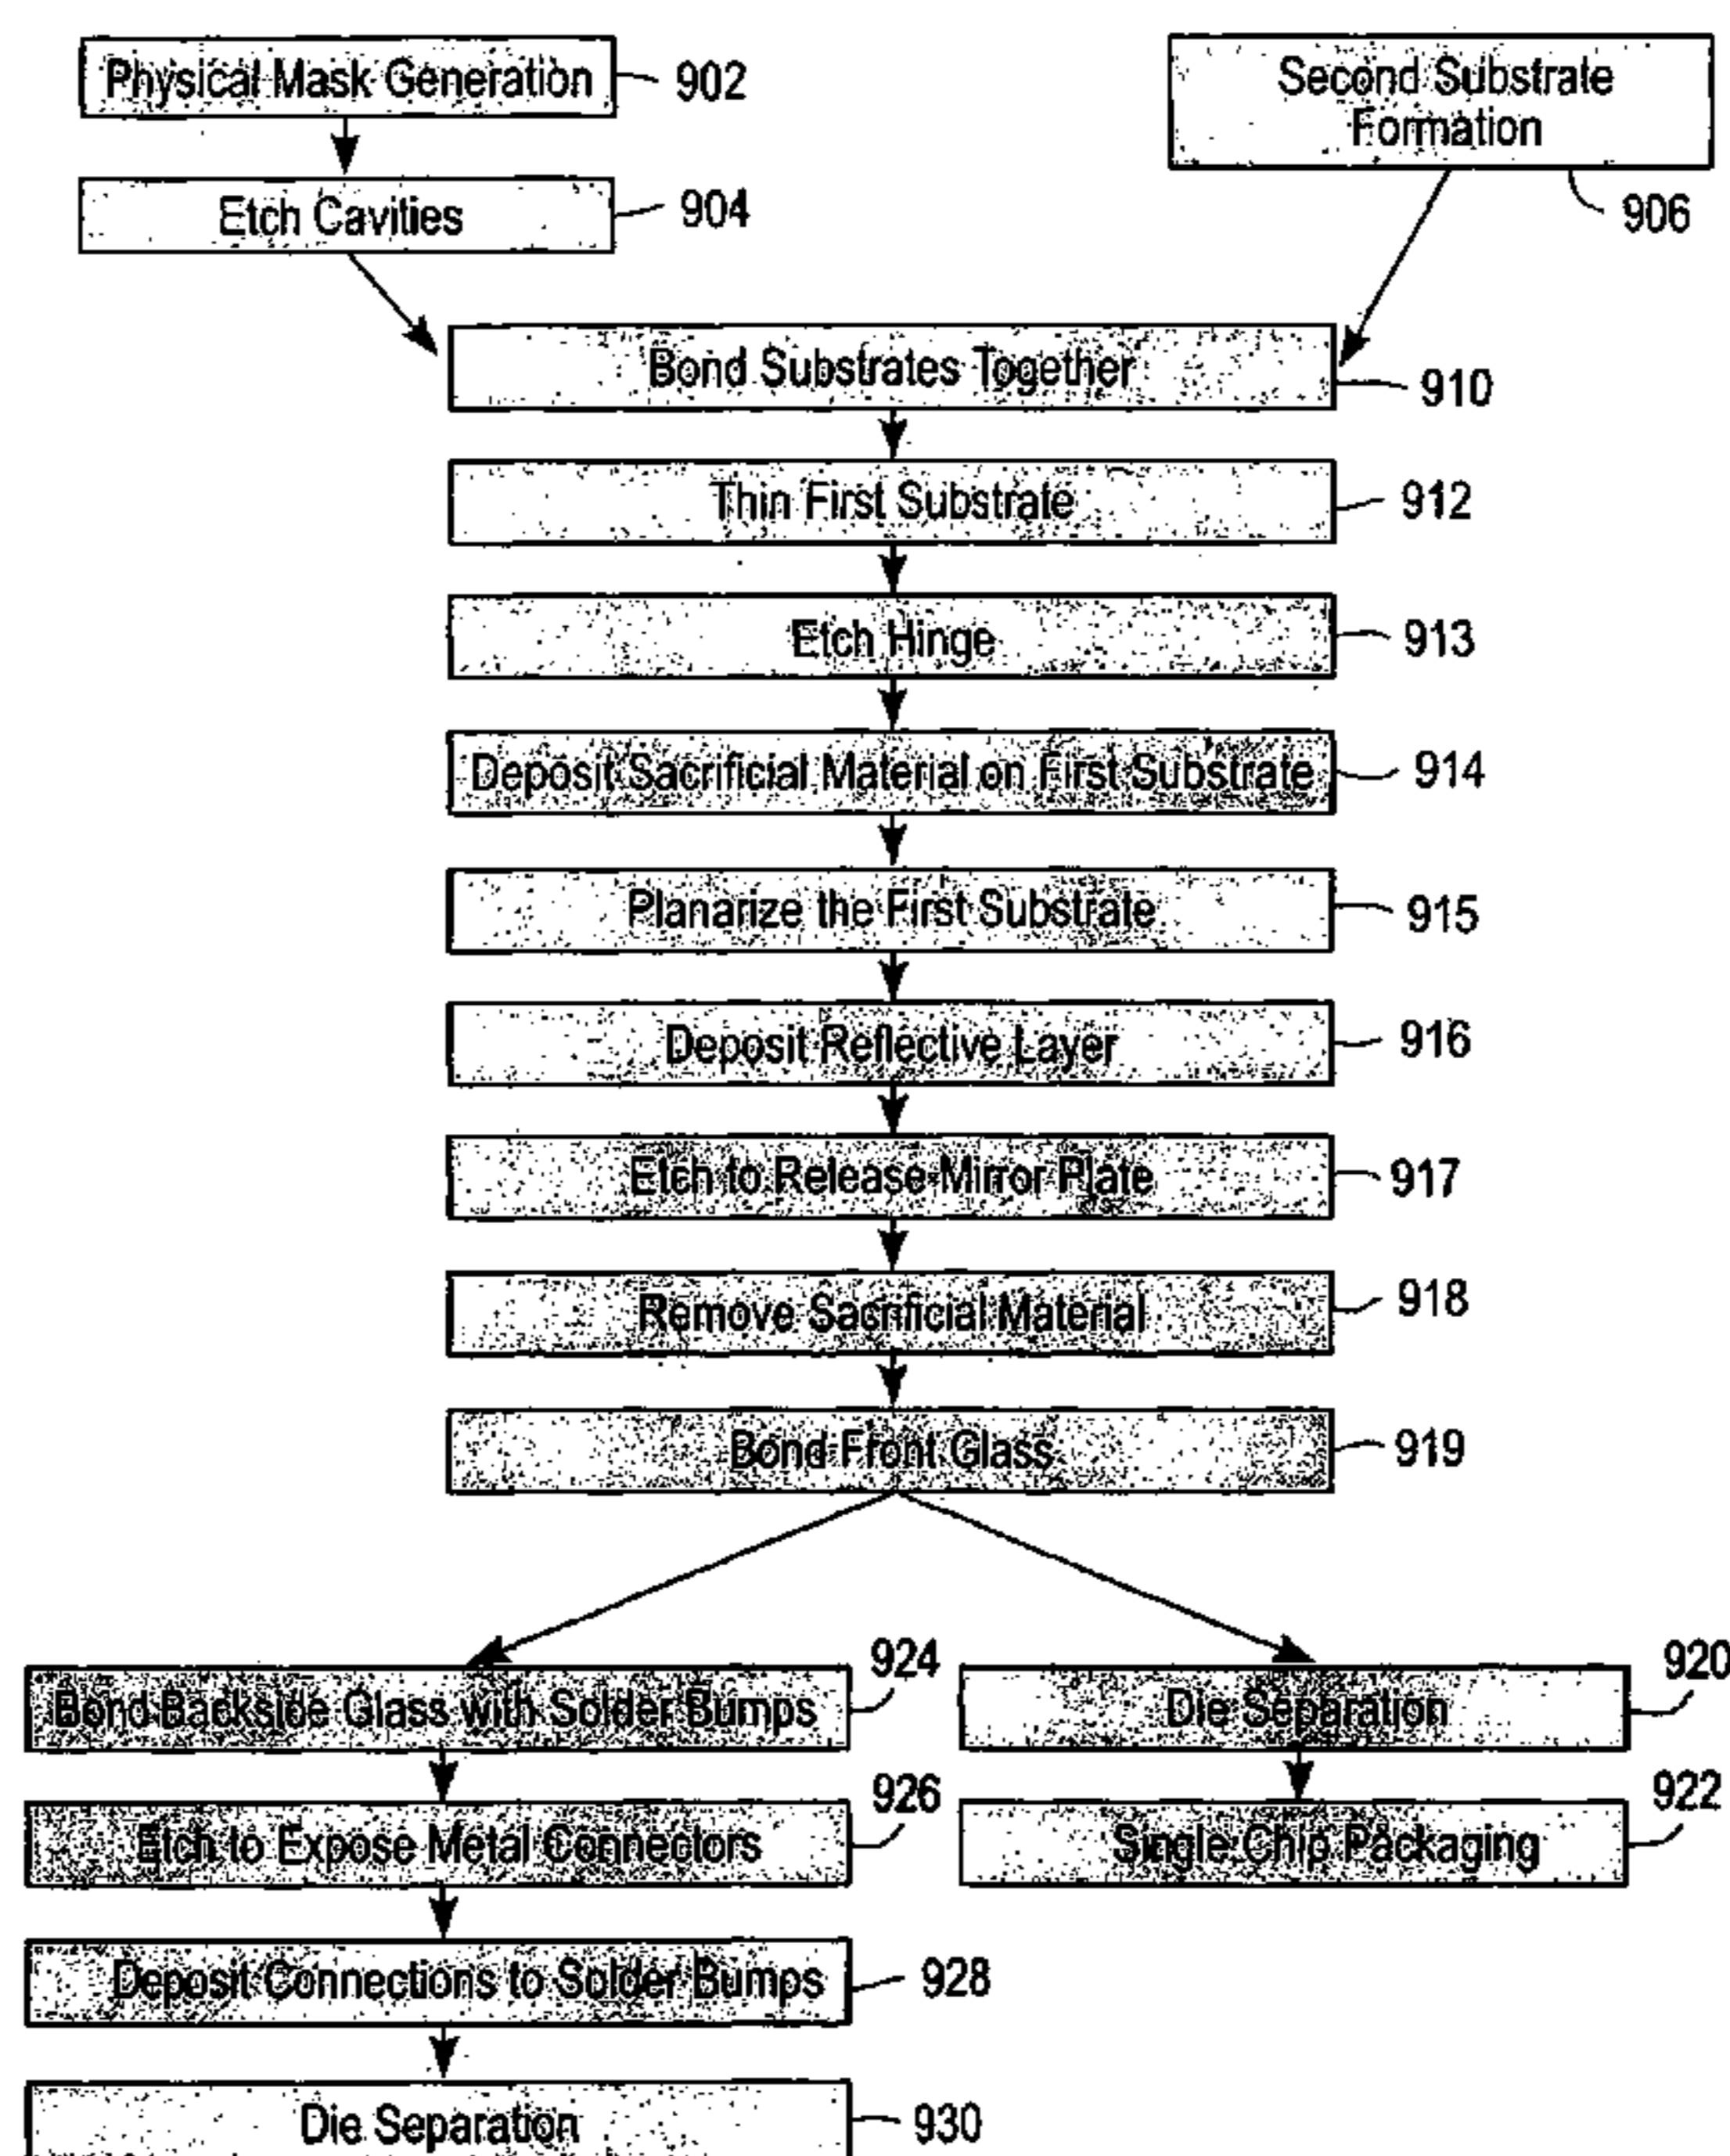 Physical Mask Generation
902
Second Substrate
Formation
906
Etch Cavities
904
Bond Substrates Together
910
Thin First Substrate
912
Etch Hinge
913
Deposit Sacrificial Material on First Substrate
914
Planarize the First Substrate
915
Deposit Reflective Layer
916
Etch to Release Mirror Plate
917
Remove Sacrificial Material
918
Bond Front Glass
919
Bond Backside Glass with Solder Bumps
924
Die Separation
920
Etch to Expose Metal Connectors
926
Single Chip Packaging
922
Deposit Connections to Solder Bumps
928
Die Separation
930